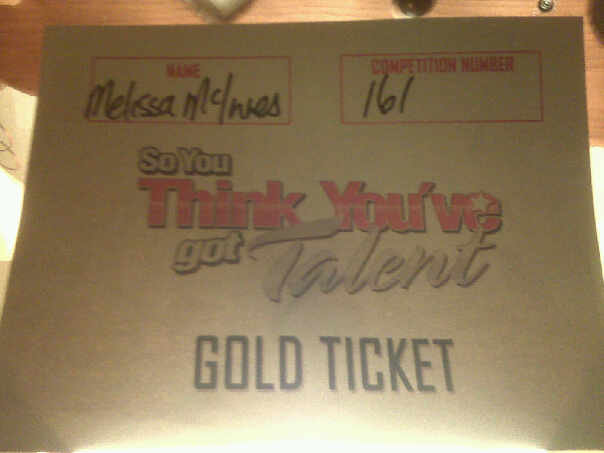 NAME
Melissa McInnes
COMPETITION NUMBER
161
So You
Think You've
got Talent
GOLD TICKET